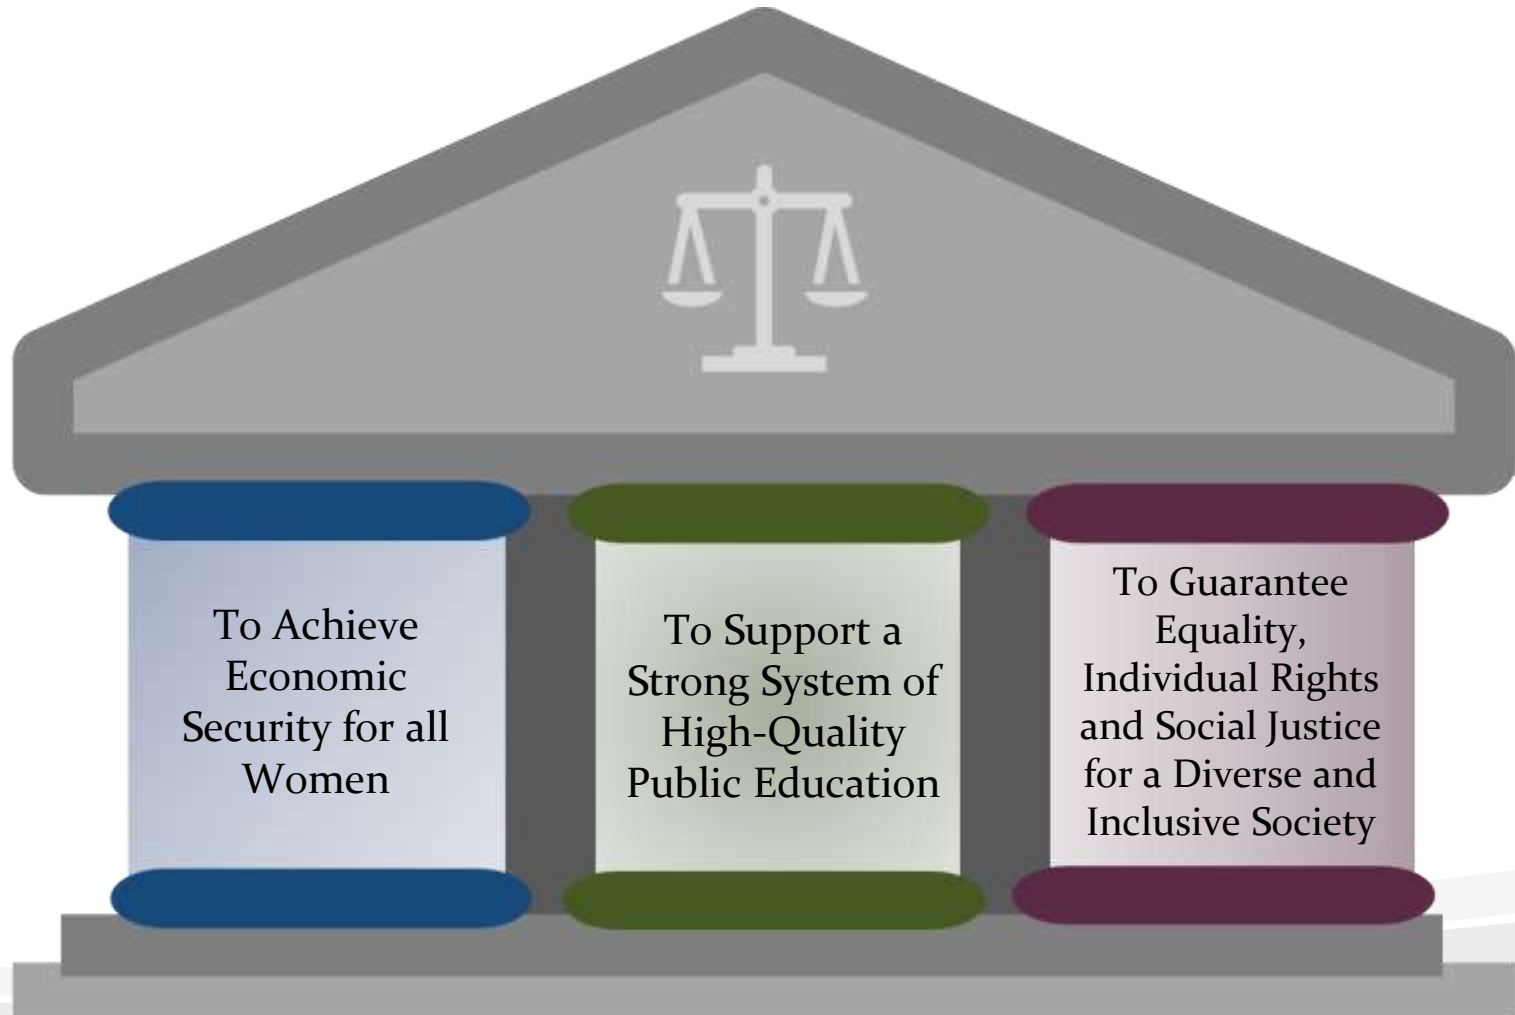 To Achieve
Economic
Security for all
Women
To Support a
Strong System of
High-Quality
Public Education
To Guarantee
Equality,
Individual Rights
and Social Justice
for a Diverse and
Inclusive Society